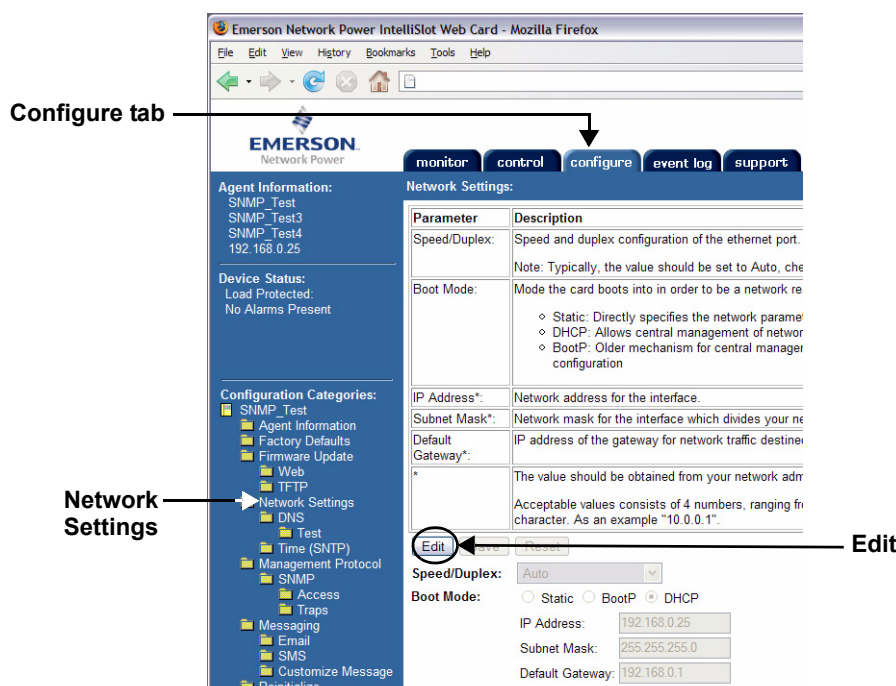 Emerson Network Power IntelliSlot Web Card - Mozilla Firefox
File Edit View History Bookmarks Tools Help
Configure tab
EMERSON.
Network Power
monitor control configure event log support
Agent Information:
SNMP_Test
SNMP_Test3
SNMP_Test4
192.168.0.25
Device Status:
Load Protected:
No Alarms Present
Configuration Categories:
SNMP_Test
Agent Information
Factory Defaults
Firmware Update
Web
TFTP
Network Settings
DNS
Test
Time (SNTP)
Management Protocol
SNMP
Access
Traps
Messaging
Email
SMS
Customize Message
Reinitialize
Network
Settings
Network Settings:
Parameter Description
Speed/Duplex: Speed and duplex configuration of the ethernet port.
Note: Typically, the value should be set to Auto, che
Boot Mode: Mode the card boots into in order to be a network re
Static: Directly specifies the network parame
DHCP: Allows central management of networ
BootP: Older mechanism for central manager
configuration
IP Address*: Network address for the interface.
Subnet Mask*: Network mask for the interface which divides your ne
Default
Gateway*: IP address of the gateway for network traffic destine
* The value should be obtained from your network adm
Acceptable values consists of 4 numbers, ranging fr
character. As an example "10.0.0.1".
Edit Save Reset
Edit
Speed/Duplex: Auto
Boot Mode: Static BootP DHCP
IP Address: 192.168.0.25
Subnet Mask: 255.255.255.0
Default Gateway: 192.168.0.1